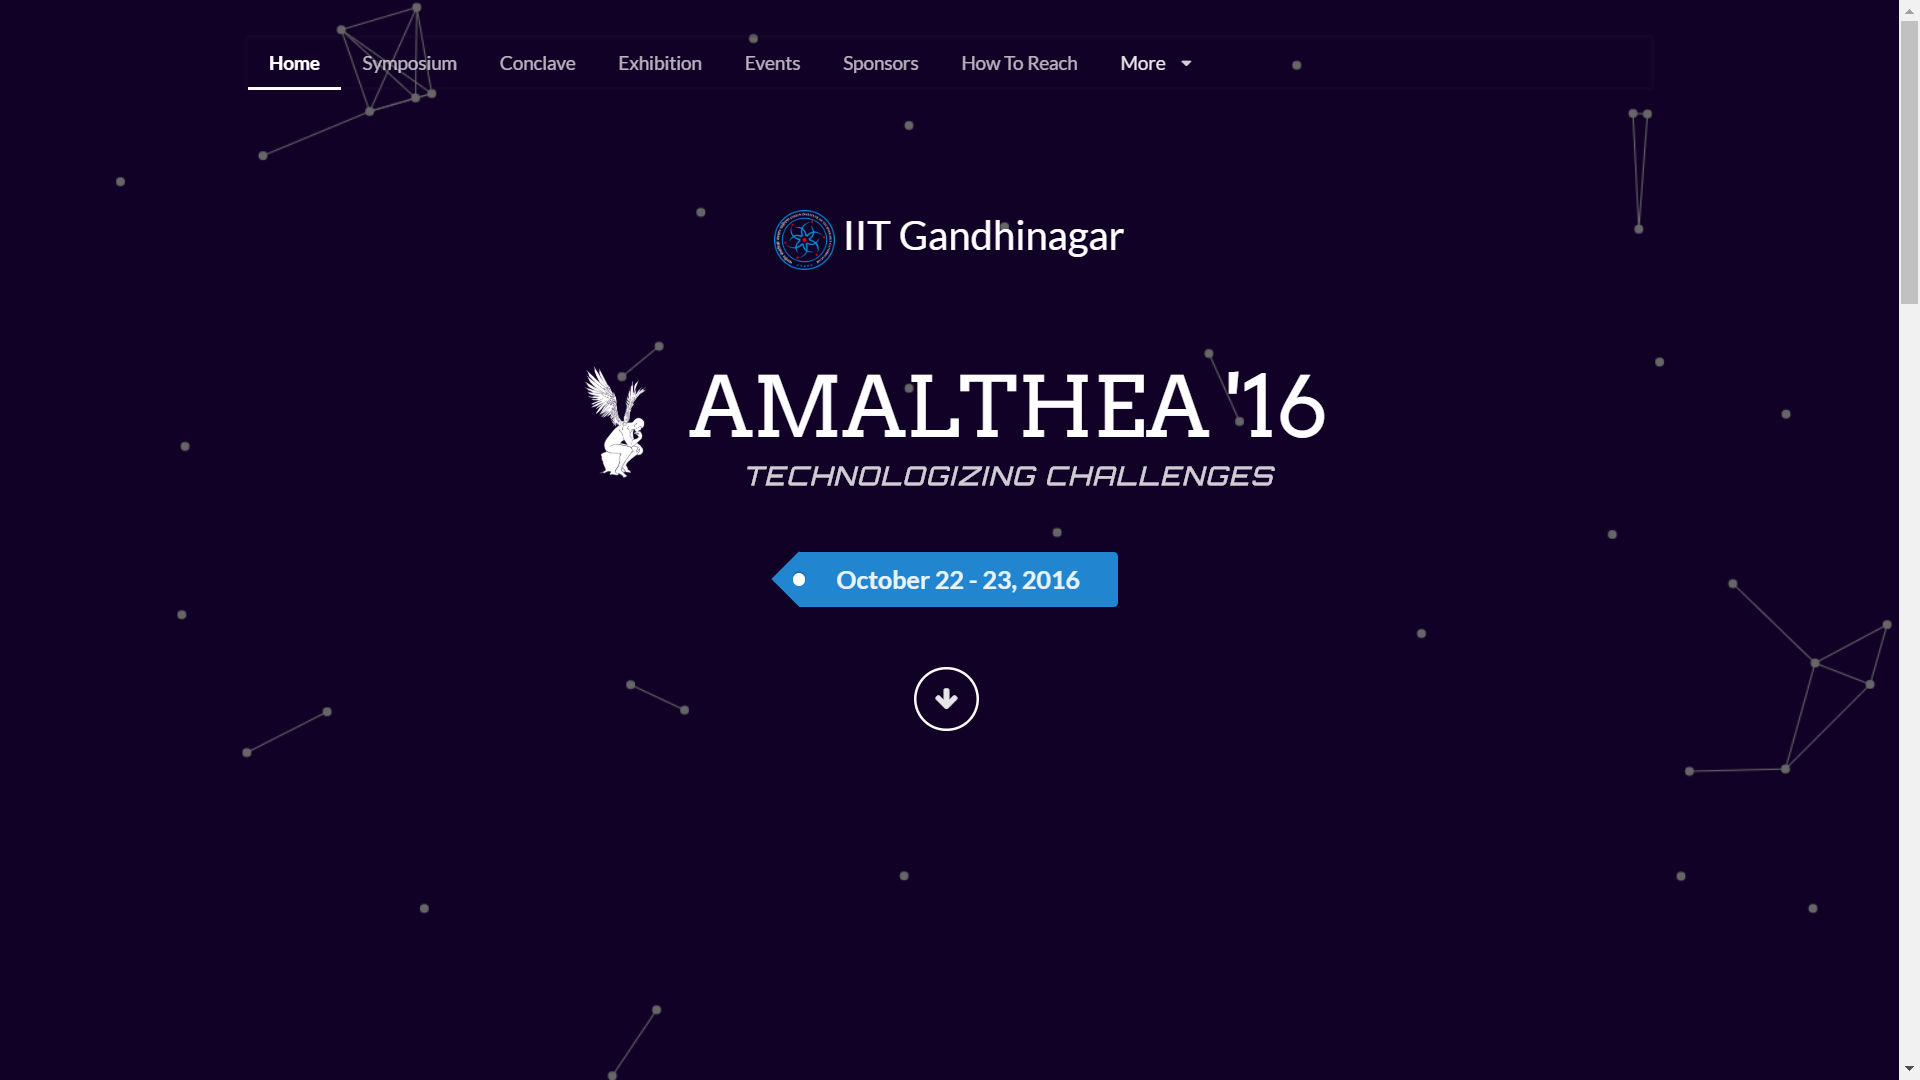 Home Symposium Conclave Exhibition Events Sponsors How To Reach More
IIT Gandhinagar
AMALTHEA '16
TECHNOLOGIZING CHALLENGES
October 22 - 23, 2016